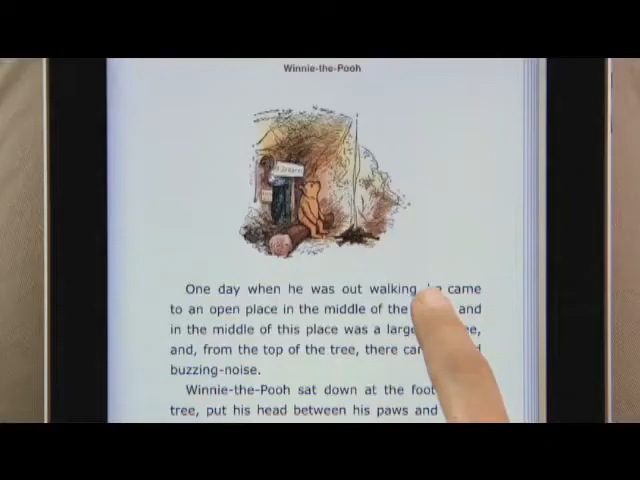 Winnie-the-Pooh
One day when he was out walking came
to an open place in the middle of the and
in the middle of this place was a large
and, from the top of the tree, there
buzzing-noise.
Winnie-the-Pooh sat down at the foot
tree, put his head between his paws and